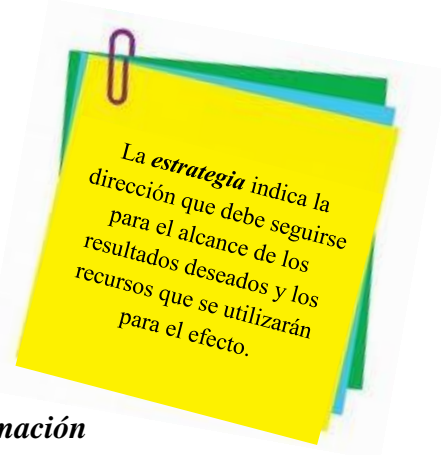 La estrategia indica la
dirección que debe seguirse
para el alcance de los
resultados deseados y los
recursos que se utilizarán
para el efecto.
mación